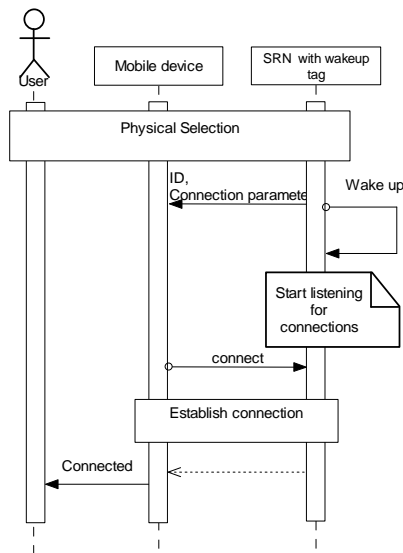 User
Mobile device
SRN with wakeup
tag
Physical Selection
ID,
Connection paramete
Wake up
Start listening
for
connections
connect
Establish connection
Connected